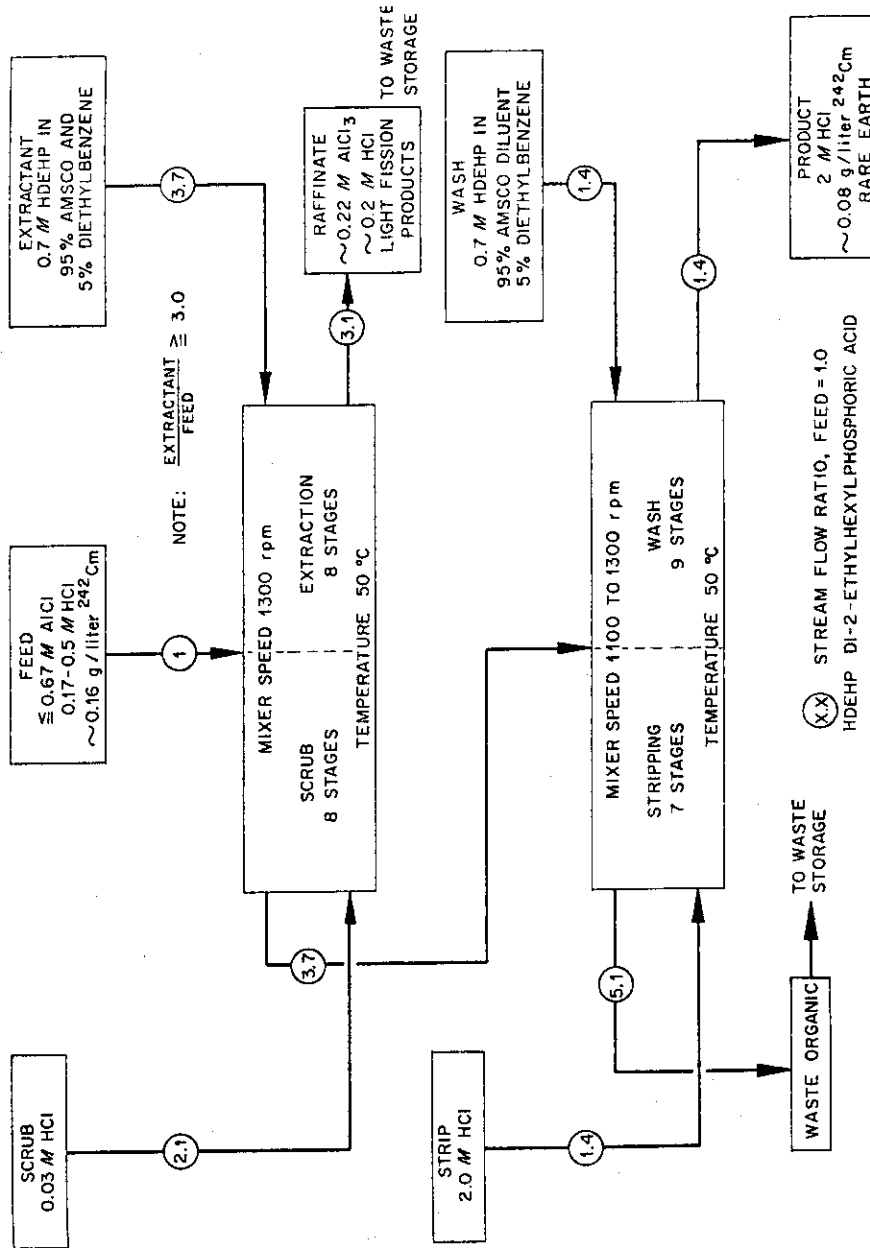 SCRUB
0.03 M HCl
2.1
FEED
≦ 0.67 M AlCl
0.17-0.5 M HCl
~0.16 g/liter ²⁴²Cm
1
EXTRACTANT
0.7 M HDEHP IN
95% AMSCO AND
5% DIETHYLBENZENE
3.7
NOTE: EXTRACTANT
FEED
≧ 3.0
MIXER SPEED 1300 rpm
SCRUB
8 STAGES
EXTRACTION
8 STAGES
TEMPERATURE 50 °C
3.7
3.1
RAFFINATE
~0.22 M AlCl₃
~0.2 M HCl
LIGHT FISSION
PRODUCTS
TO WASTE
STORAGE
STRIP
2.0 M HCl
1.4
WASH
0.7 M HDEHP IN
95% AMSCO DILUENT
5% DIETHYLBENZENE
1.4
MIXER SPEED 1100 TO 1300 rpm
STRIPPING
7 STAGES
WASH
9 STAGES
TEMPERATURE 50 °C
5.1
1.4
WASTE ORGANIC
TO WASTE
STORAGE
PRODUCT
2 M HCl
~0.08 g/liter ²⁴²Cm
RARE EARTH
X.X STREAM FLOW RATIO, FEED = 1.0
HDEHP DI-2-ETHYLHEXYLPHOSPHORIC ACID